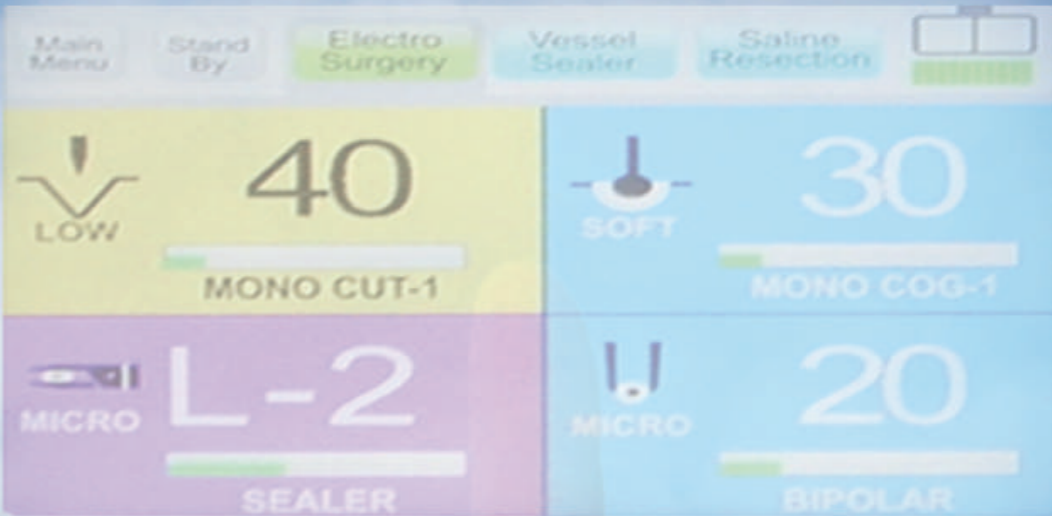 Main Menu
Stand By
Electro Surgery
Vessel Sealer
Saline Resection
LOW
40
MONO CUT-1
SOFT
30
MONO COG-1
MICRO
L-2
SEALER
MICRO
20
BIPOLAR